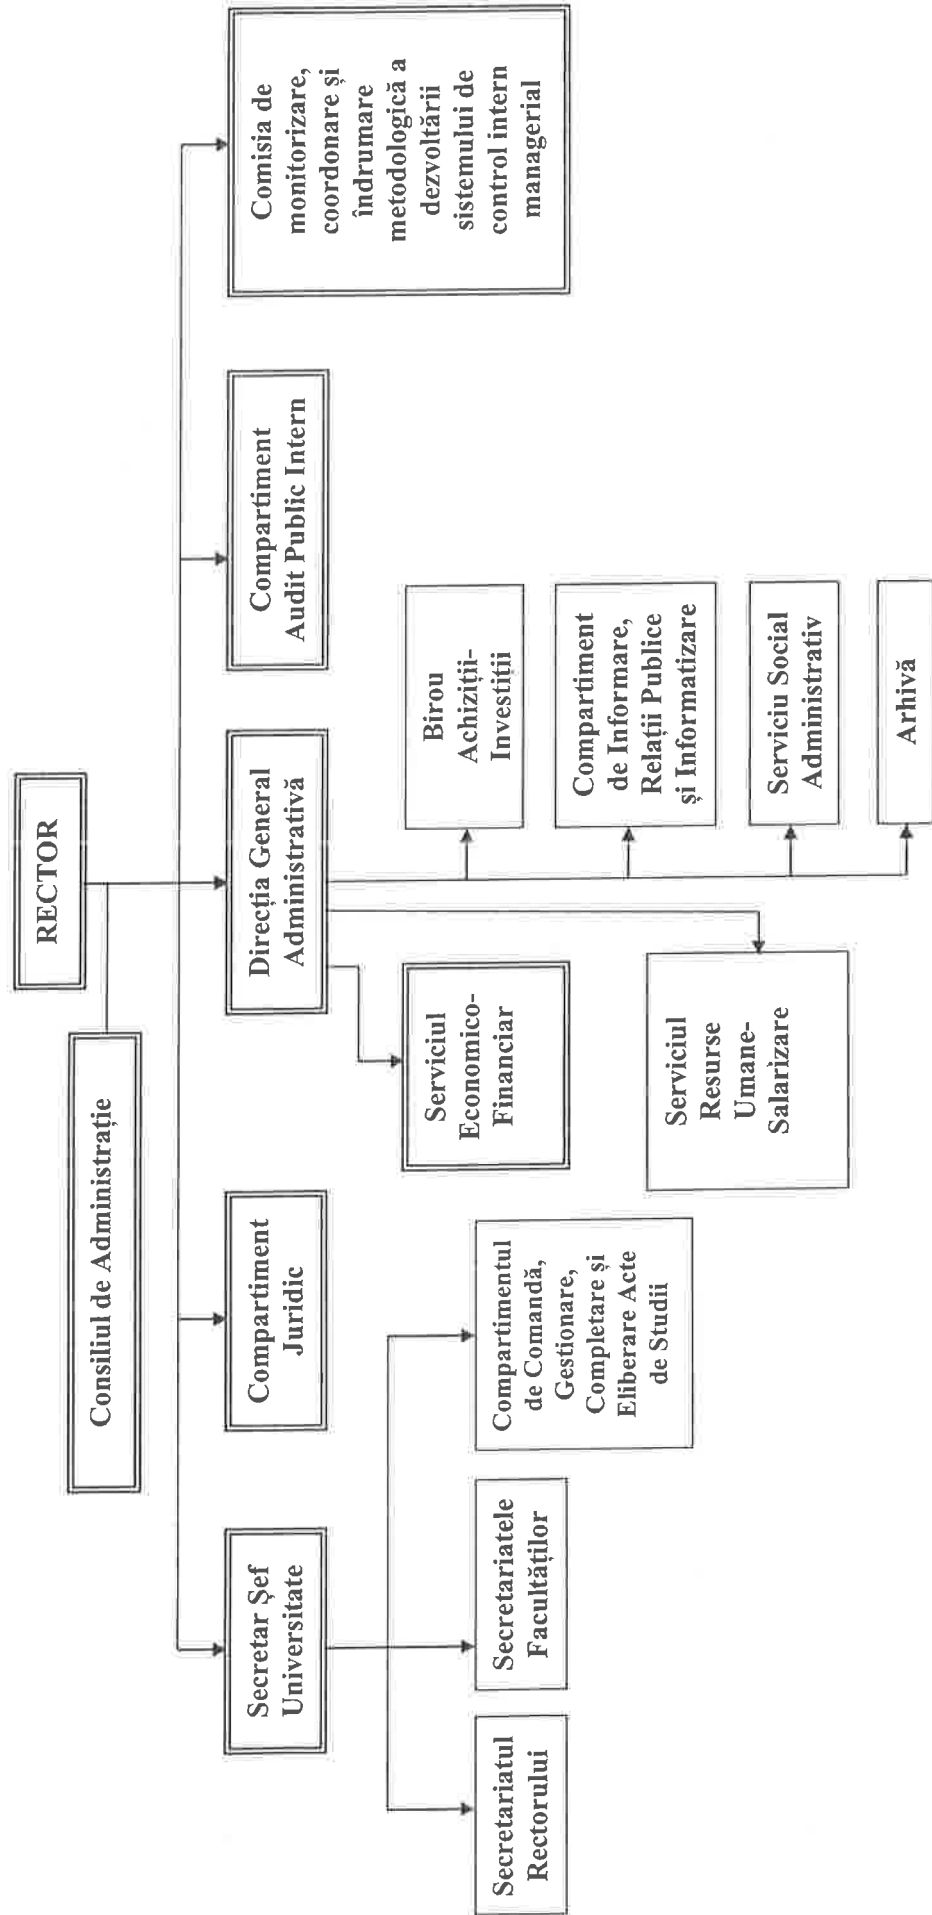 RECTOR
Consiliul de Administrație
Secretar Șef
Universitate
Compartiment
Juridic
Direcția General
Administrativă
Compartiment
Audit Public Intern
Comisia de
monitorizare,
coordonare și
îndrumare
metodologică a
dezvoltării
sistemului de
control intern
managerial
Secretariatul
Rectorului
Secretariatele
Facultăților
Compartimentul
de Comandă,
Gestionare,
Completare și
Eliberare Acte
de Studii
Serviciul
Economico-
Financiar
Serviciul
Resurse
Umane-
Salarizare
Birou
Achiziții-
Investiții
Compartiment
de Informare,
Relații Publice
și Informatizare
Serviciu Social
Administrativ
Arhivă